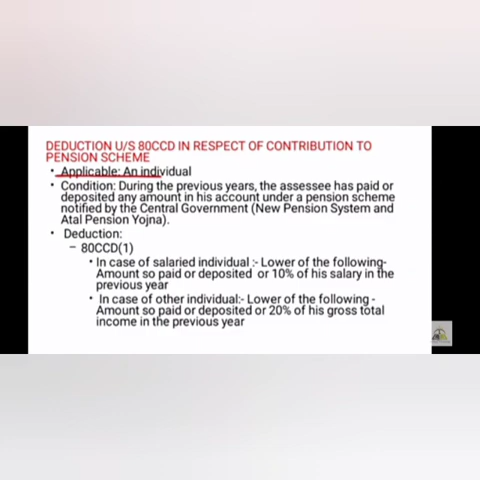 DEDUCTION U/S 80CCD IN RESPECT OF CONTRIBUTION TO
PENSION SCHEME
• Applicable: An individual
• Condition: During the previous years, the assessee has paid or
deposited any amount in his account under a pension scheme
notified by the Central Government (New Pension System and
Atal Pension Yojna).
• Deduction:
– 80CCD(1)
• In case of salaried individual :- Lower of the following-
Amount so paid or deposited or 10% of his salary in the
previous year
• In case of other individual:- Lower of the following -
Amount so paid or deposited or 20% of his gross total
income in the previous year